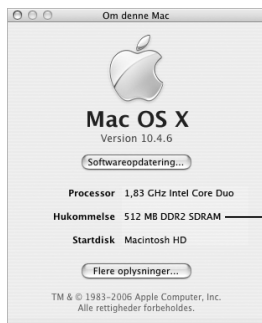 Om denne Mac
Mac OS X
Version 10.4.6
Softwareopdatering...
Processor 1,83 GHz Intel Core Duo
Hukommelse 512 MB DDR2 SDRAM
Startdisk Macintosh HD
Flere oplysninger...
TM & © 1983–2006 Apple Computer, Inc.
Alle rettigheder forbeholdes.